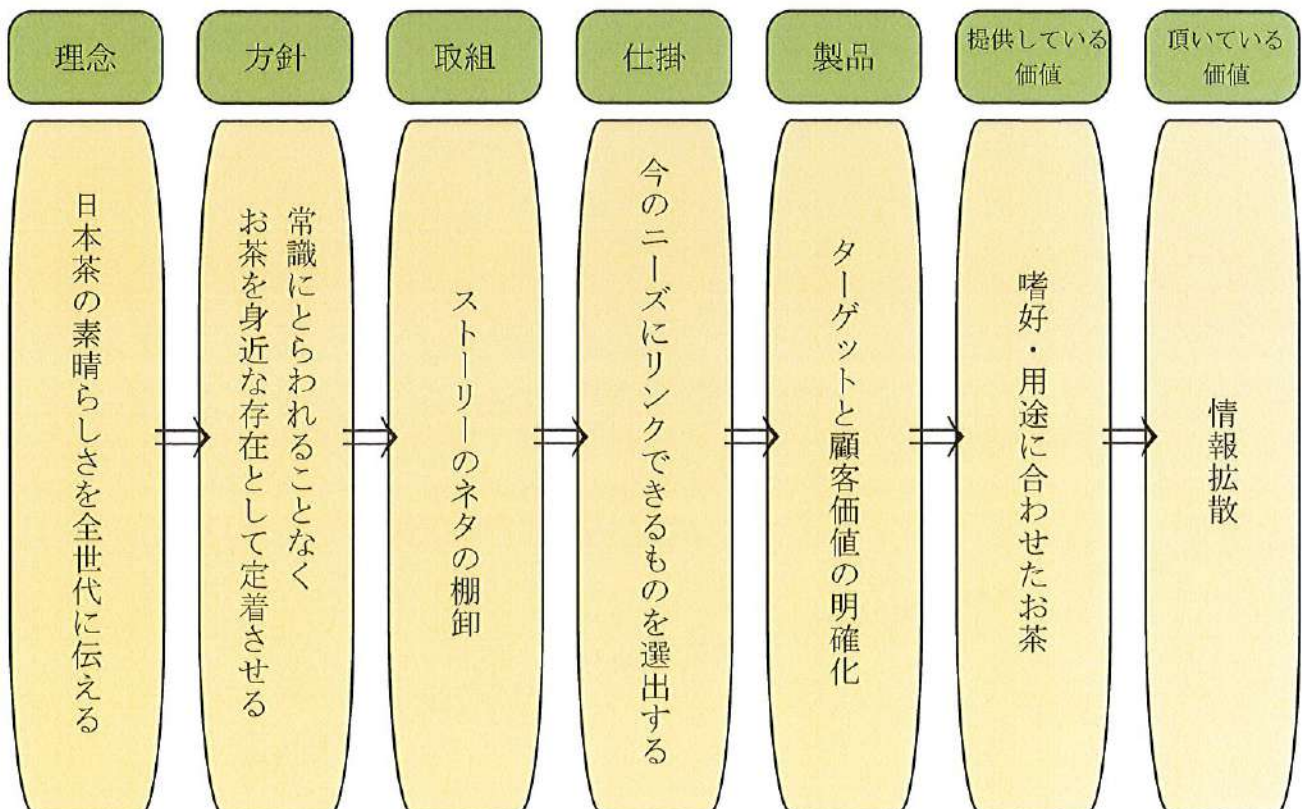 理念
日本茶の素晴らしさを全世代に伝える
方針
常識にとらわれることなく
お茶を身近な存在として定着させる
取組
ストーリーのネタの棚卸
仕掛
今のニーズにリンクできるものを選出する
製品
ターゲットと顧客価値の明確化
提供している
価値
嗜好・用途に合わせたお茶
頂いている
価値
情報拡散